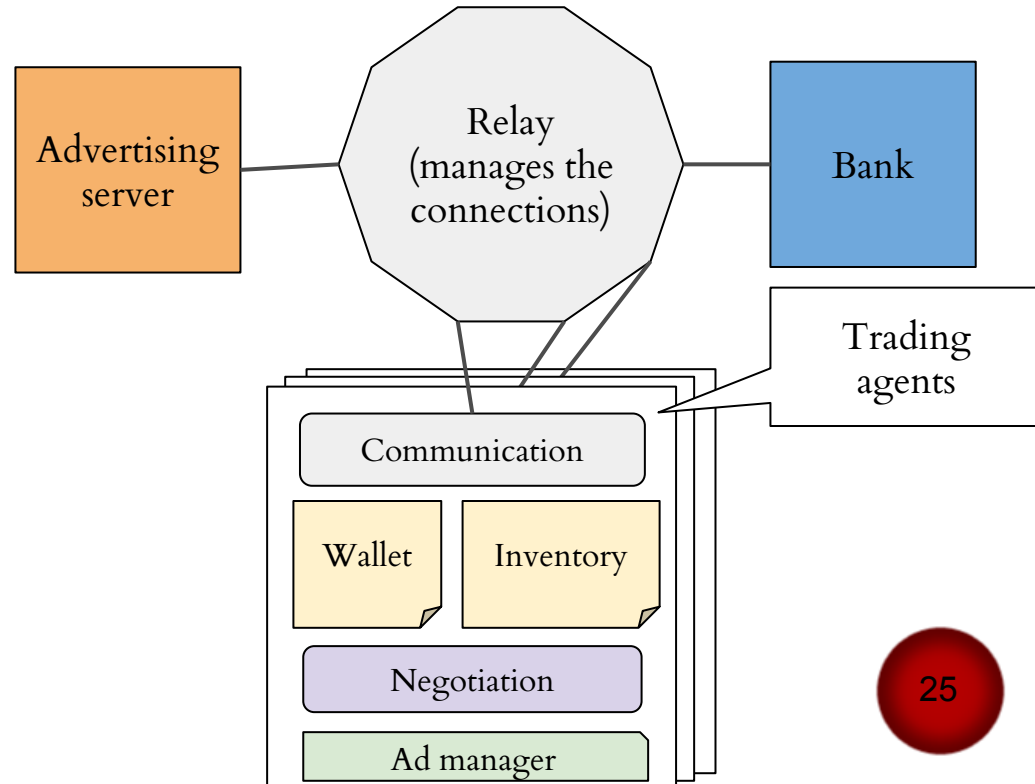 Advertising
server
Relay
(manages the
connections)
Bank
Trading
agents
Communication
Wallet
Inventory
Negotiation
25
Ad manager